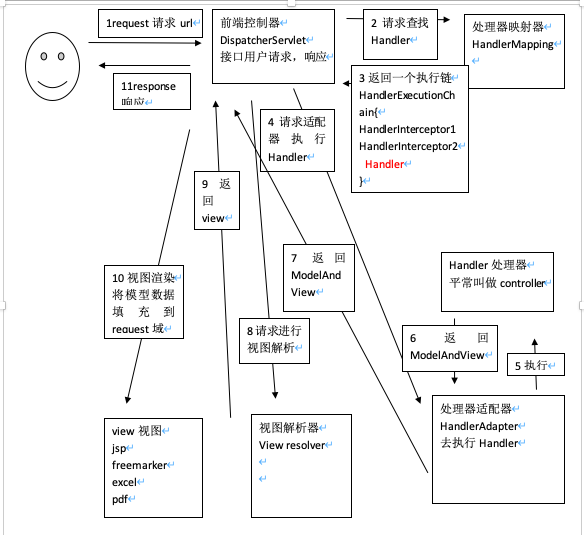 1request 请求 url
前端控制器
DispatcherServlet
接口用户请求，响应
2 请求查找
Handler
处理器映射器
HandlerMapping
11response
响应
3 返回一个执行链
HandlerExecutionCh
ain{
HandlerInterceptor1
HandlerInterceptor2
Handler
}
4 请求适配
器执行
Handler
9 返
回
view
7 返回
ModelAnd
View
Handler 处理器
平常叫做 controller
10 视图渲染
将模型数据
填充到
request 域
8 请求进行
视图解析
6 返回
ModelAndView
5 执行
view 视图
jsp
freemarker
excel
pdf
视图解析器
View resolver
处理器适配器
HandlerAdapter
去执行 Handler